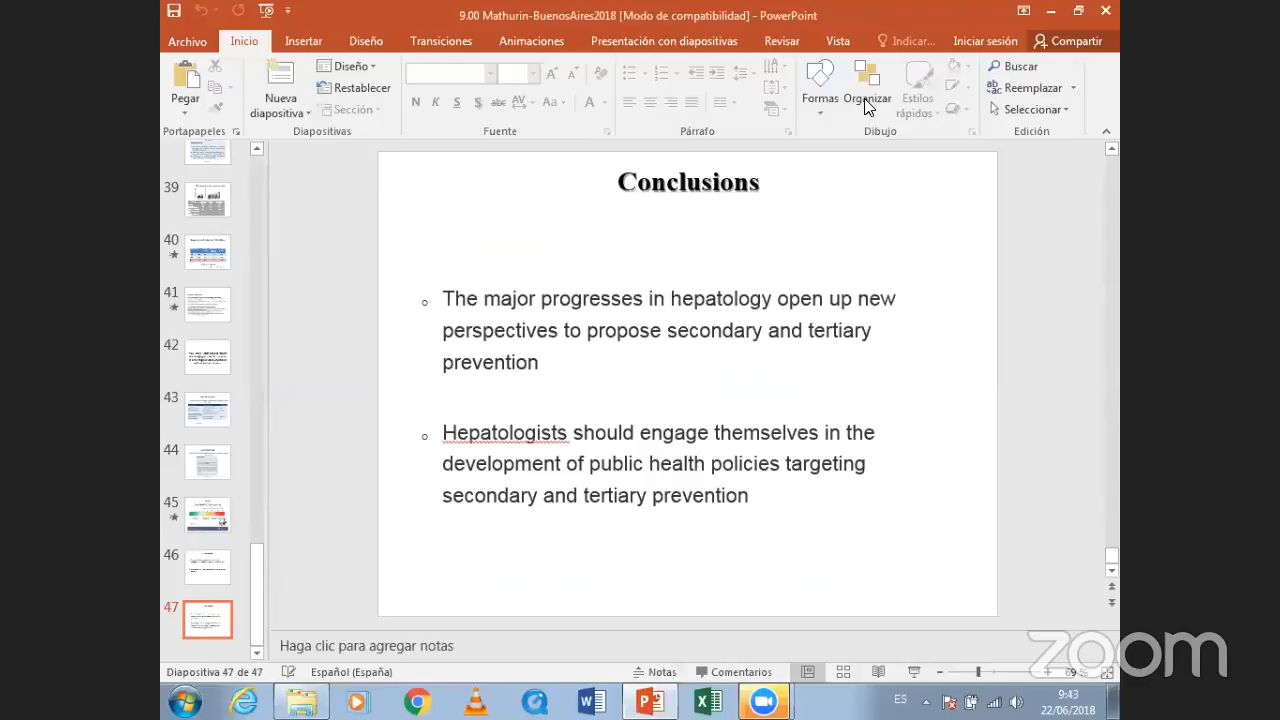 9.00 Mathurin-BuenosAires2018 [Modo de compatibilidad] - PowerPoint
Archivo Inicio Insertar Diseño Transiciones Animaciones Presentación con diapositivas Revisar Vista Indicar... Iniciar sesión Compartir
Pegar
Nueva diapositiva
Diseño
Restablecer
Sección
N K S S abc AV Aa A
Formas Organizar Estilos rápidos
Buscar
Reemplazar
Seleccionar
Portapapeles Diapositivas Fuente Párrafo Dibujo Edición
39
40
41
42
43
44
45
46
47
Conclusions
The major progresses in hepatology open up new
perspectives to propose secondary and tertiary
prevention
Hepatologists should engage themselves in the
development of public health policies targeting
secondary and tertiary prevention
Haga clic para agregar notas
Diapositiva 47 de 47 Español (España) Notas Comentarios
zoom
ES 9:43
22/06/2018